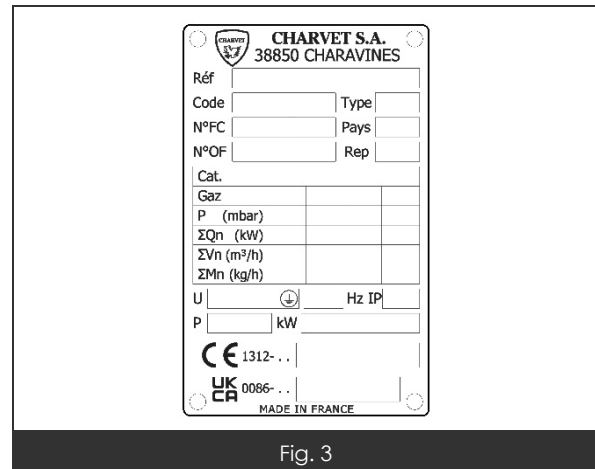 CHARVET
CHARVET S.A.
38850 CHARAVINES
Réf
Code Type
N°FC Pays
N°OF Rep
Cat.
Gaz
P (mbar)
ΣQn (kW)
ΣVn (m³/h)
ΣMn (kg/h)
U Hz IP
P kW
CE 1312- . .
UK CA 0086- . .
MADE IN FRANCE
Fig. 3